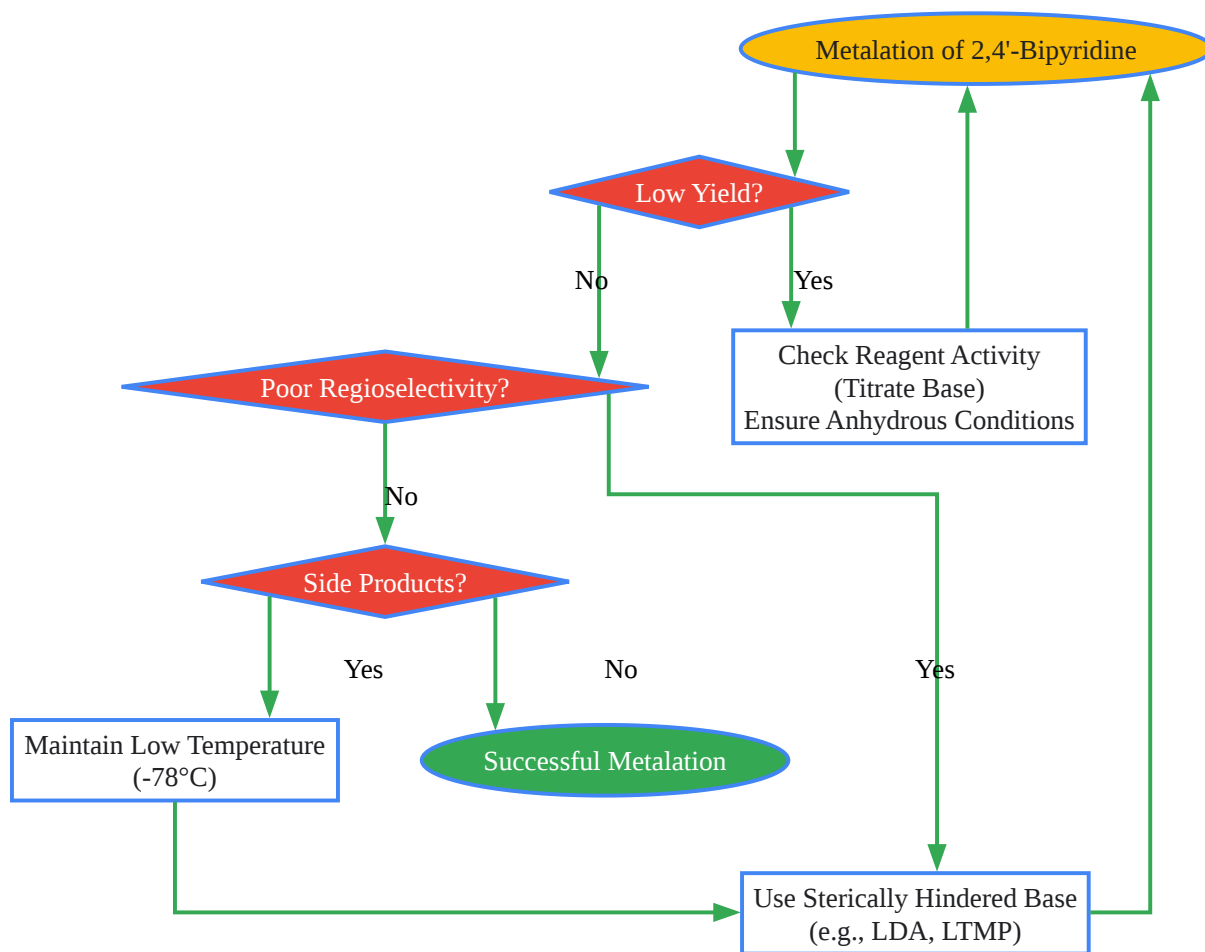 Metalation of 2,4'-Bipyridine
Low Yield?
No
Yes
Check Reagent Activity
(Titrate Base)
Ensure Anhydrous Conditions
Poor Regioselectivity?
No
Side Products?
Yes
No
Yes
Maintain Low Temperature
(-78°C)
Successful Metalation
Use Sterically Hindered Base
(e.g., LDA, LTMP)